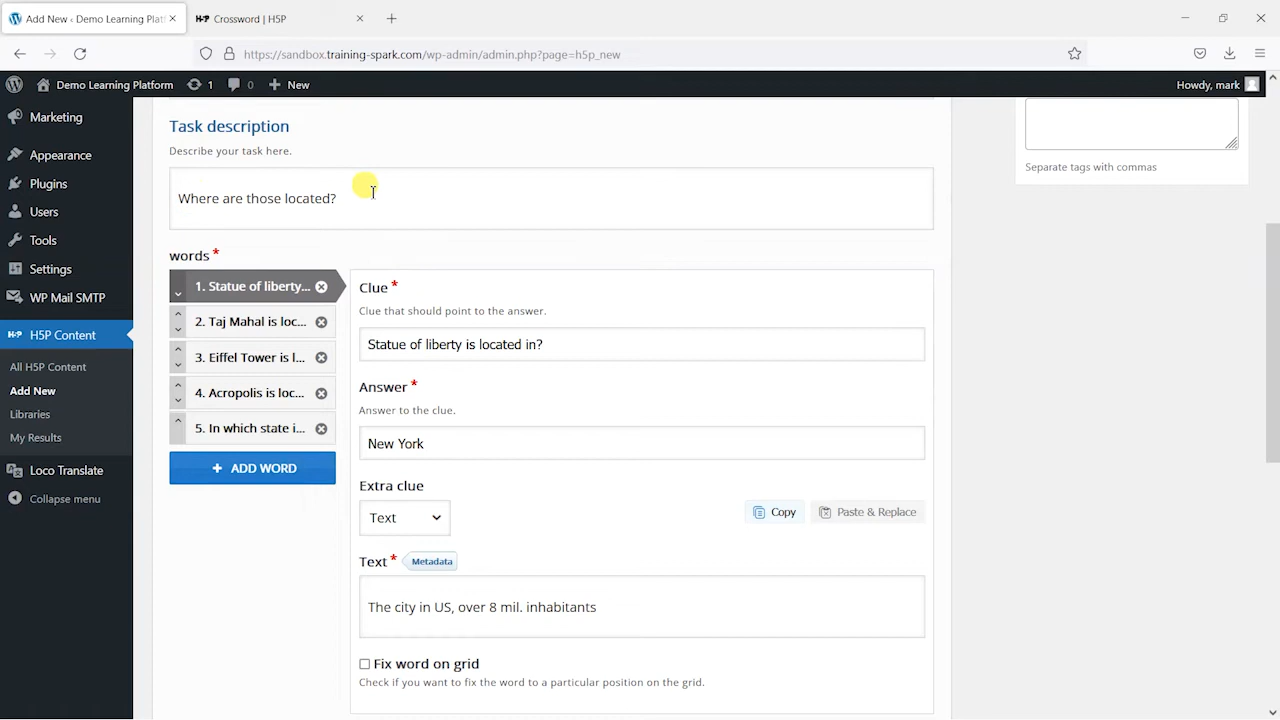 Add New ‹ Demo Learning Platf
Crossword | H5P
https://sandbox.training-spark.com/wp-admin/admin.php?page=h5p_new
Demo Learning Platform 1 0 New Howdy, mark
Marketing
Appearance
Plugins
Users
Tools
Settings
WP Mail SMTP
H5P H5P Content
All H5P Content
Add New
Libraries
My Results
Loco Translate
Collapse menu
Task description
Describe your task here.
Where are those located?
words *
1. Statue of liberty...
2. Taj Mahal is loc...
3. Eiffel Tower is l...
4. Acropolis is loc...
5. In which state i...
+ ADD WORD
Clue *
Clue that should point to the answer.
Statue of liberty is located in?
Answer *
Answer to the clue.
New York
Extra clue
Text
Copy
Paste & Replace
Text * Metadata
The city in US, over 8 mil. inhabitants
Fix word on grid
Check if you want to fix the word to a particular position on the grid.
Separate tags with commas